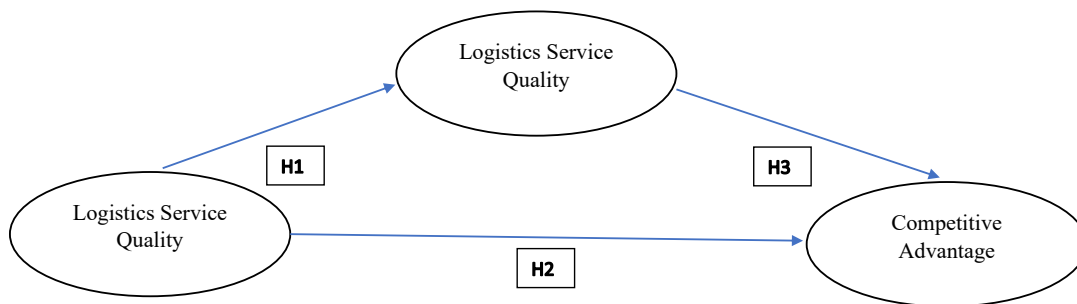 Logistics Service
Quality
H1
H3
Logistics Service
Quality
Competitive
Advantage
H2